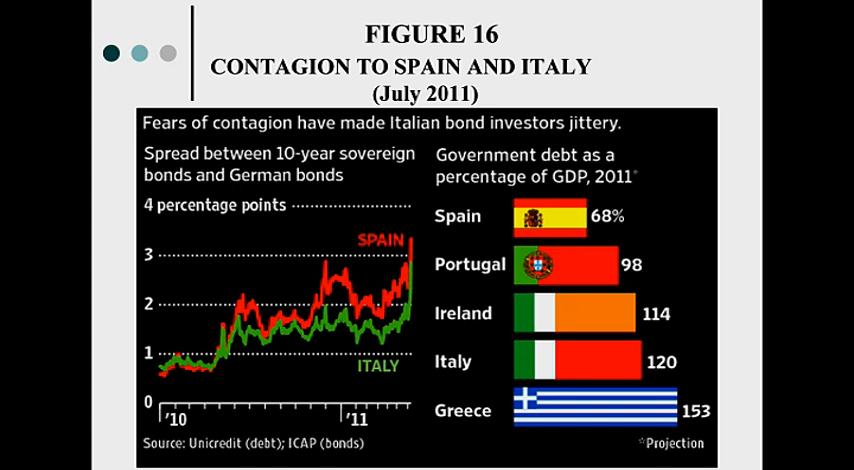 FIGURE 16
CONTAGION TO SPAIN AND ITALY
(July 2011)
Fears of contagion have made Italian bond investors jittery.
Spread between 10-year sovereign
bonds and German bonds
4 percentage points
SPAIN
3
2
1
ITALY
0
'10
'11
Source: Unicredit (debt); ICAP (bonds)
Government debt as a
percentage of GDP, 2011*
Spain 68%
Portugal 98
Ireland 114
Italy 120
Greece 153
*Projection